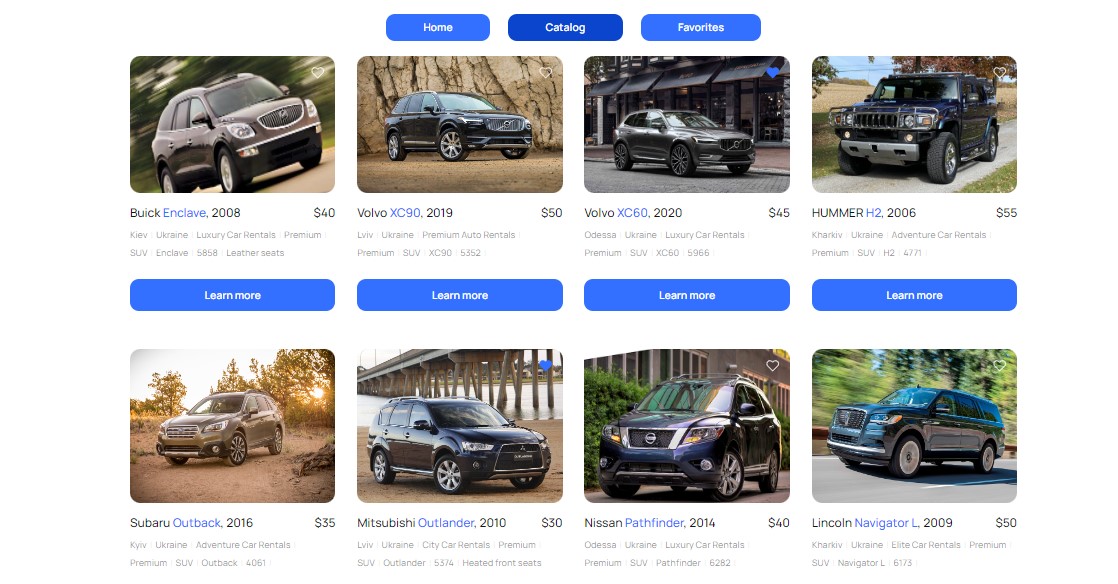 Home Catalog Favorites
Buick Enclave, 2008 $40
Kiev | Ukraine | Luxury Car Rentals | Premium |
SUV | Enclave | 5858 | Leather seats
Learn more
Volvo XC90, 2019 $50
Lviv | Ukraine | Premium Auto Rentals |
Premium | SUV | XC90 | 5352 |
Learn more
Volvo XC60, 2020 $45
Odessa | Ukraine | Luxury Car Rentals |
Premium | SUV | XC60 | 5966 |
Learn more
HUMMER H2, 2006 $55
Kharkiv | Ukraine | Adventure Car Rentals |
Premium | SUV | H2 | 4771 |
Learn more
Subaru Outback, 2016 $35
Kyiv | Ukraine | Adventure Car Rentals |
Premium | SUV | Outback | 4061 |
Mitsubishi Outlander, 2010 $30
Lviv | Ukraine | City Car Rentals | Premium |
SUV | Outlander | 5374 | Heated front seats
Nissan Pathfinder, 2014 $40
Odessa | Ukraine | Luxury Car Rentals |
Premium | SUV | Pathfinder | 6282 |
Lincoln Navigator L, 2009 $50
Kharkiv | Ukraine | Elite Car Rentals | Premium |
SUV | Navigator L | 6173 |